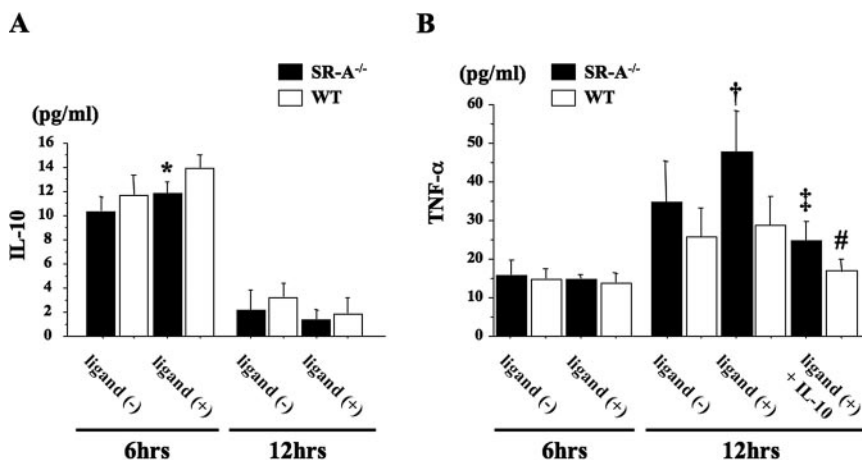 A
SR-A-/-
WT
(pg/ml)
16
14
12
10
8
6
4
2
0
IL-10
*
ligand (-)
ligand (+)
ligand (-)
ligand (+)
6hrs
12hrs
B
(pg/ml)
SR-A-/-
WT
60
50
40
30
20
10
0
TNF-α
†
‡
#
ligand (-)
ligand (+)
ligand (-)
ligand (+)
ligand (+)
+ IL-10
6hrs
12hrs